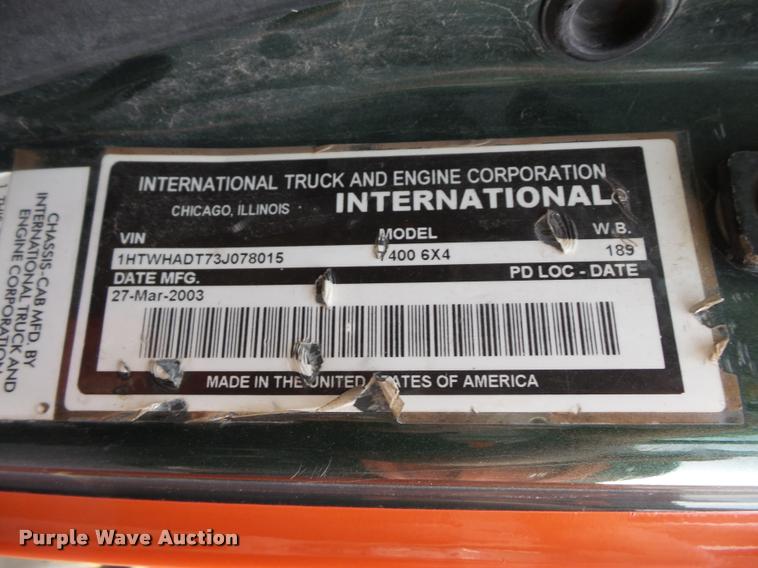 INTERNATIONAL TRUCK AND ENGINE CORPORATION
CHICAGO, ILLINOIS INTERNATIONAL
VIN MODEL W.B.
1HTWHADT73J078015 7400 6X4 189
DATE MFG. PD LOC - DATE
27-Mar-2003
MADE IN THE UNITED STATES OF AMERICA
CHASSIS-CAB MFD. BY
INTERNATIONAL TRUCK AND
ENGINE CORPORATION
Purple Wave Auction